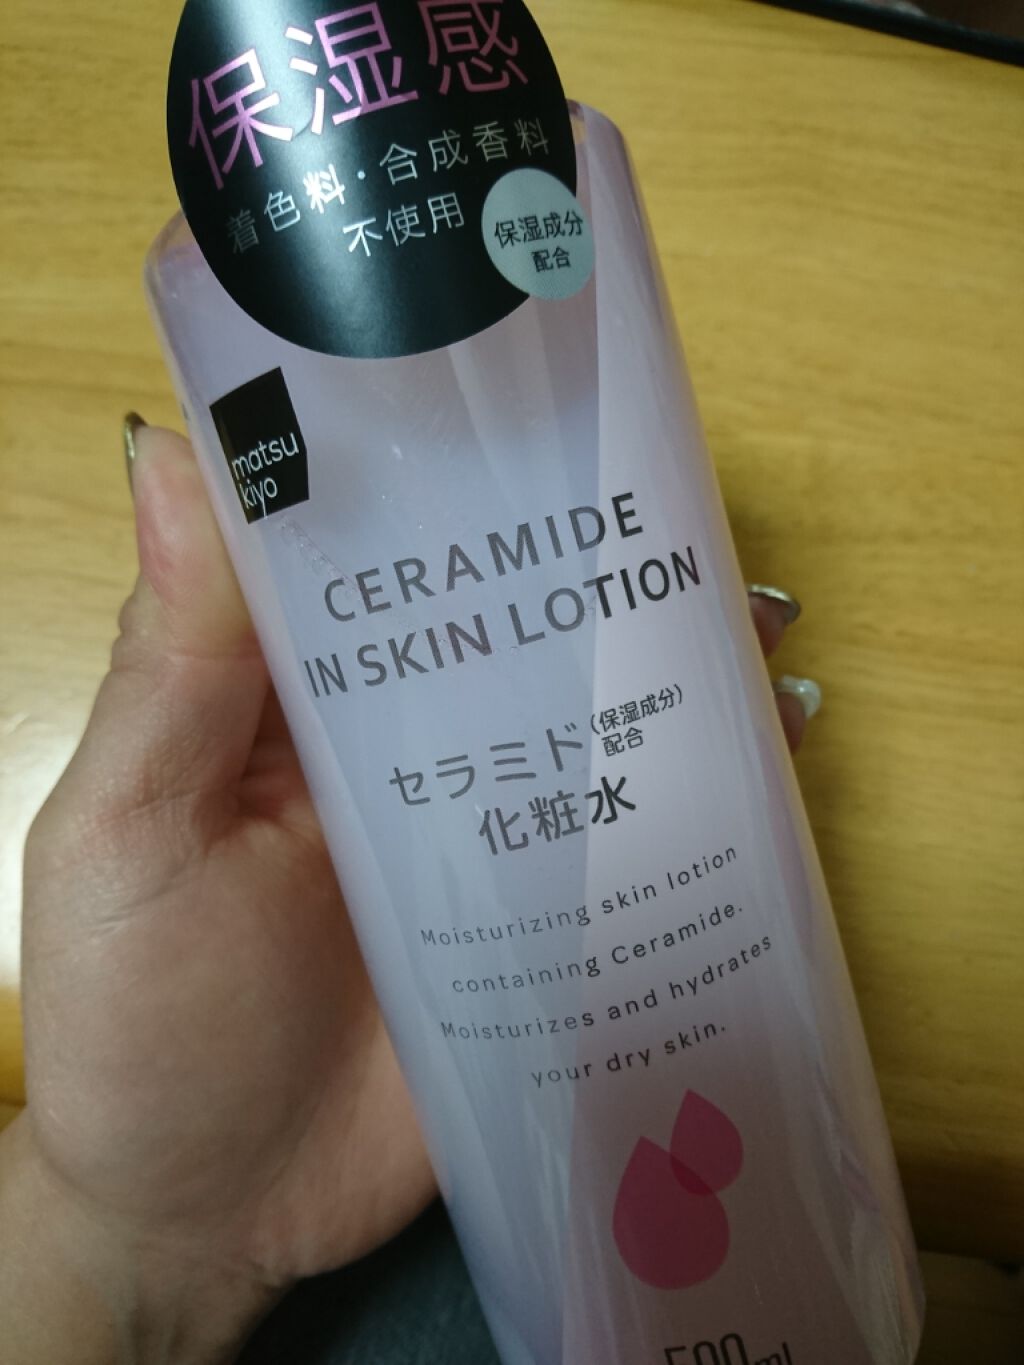 保湿感
着色料・合成香料
不使用
保湿成分
配合
matsu
kiyo
CERAMIDE
IN SKIN LOTION
セラミド(保湿成分)
配合
化粧水
Moisturizing skin lotion
containing Ceramide.
Moisturizes and hydrates
your dry skin.
500ml